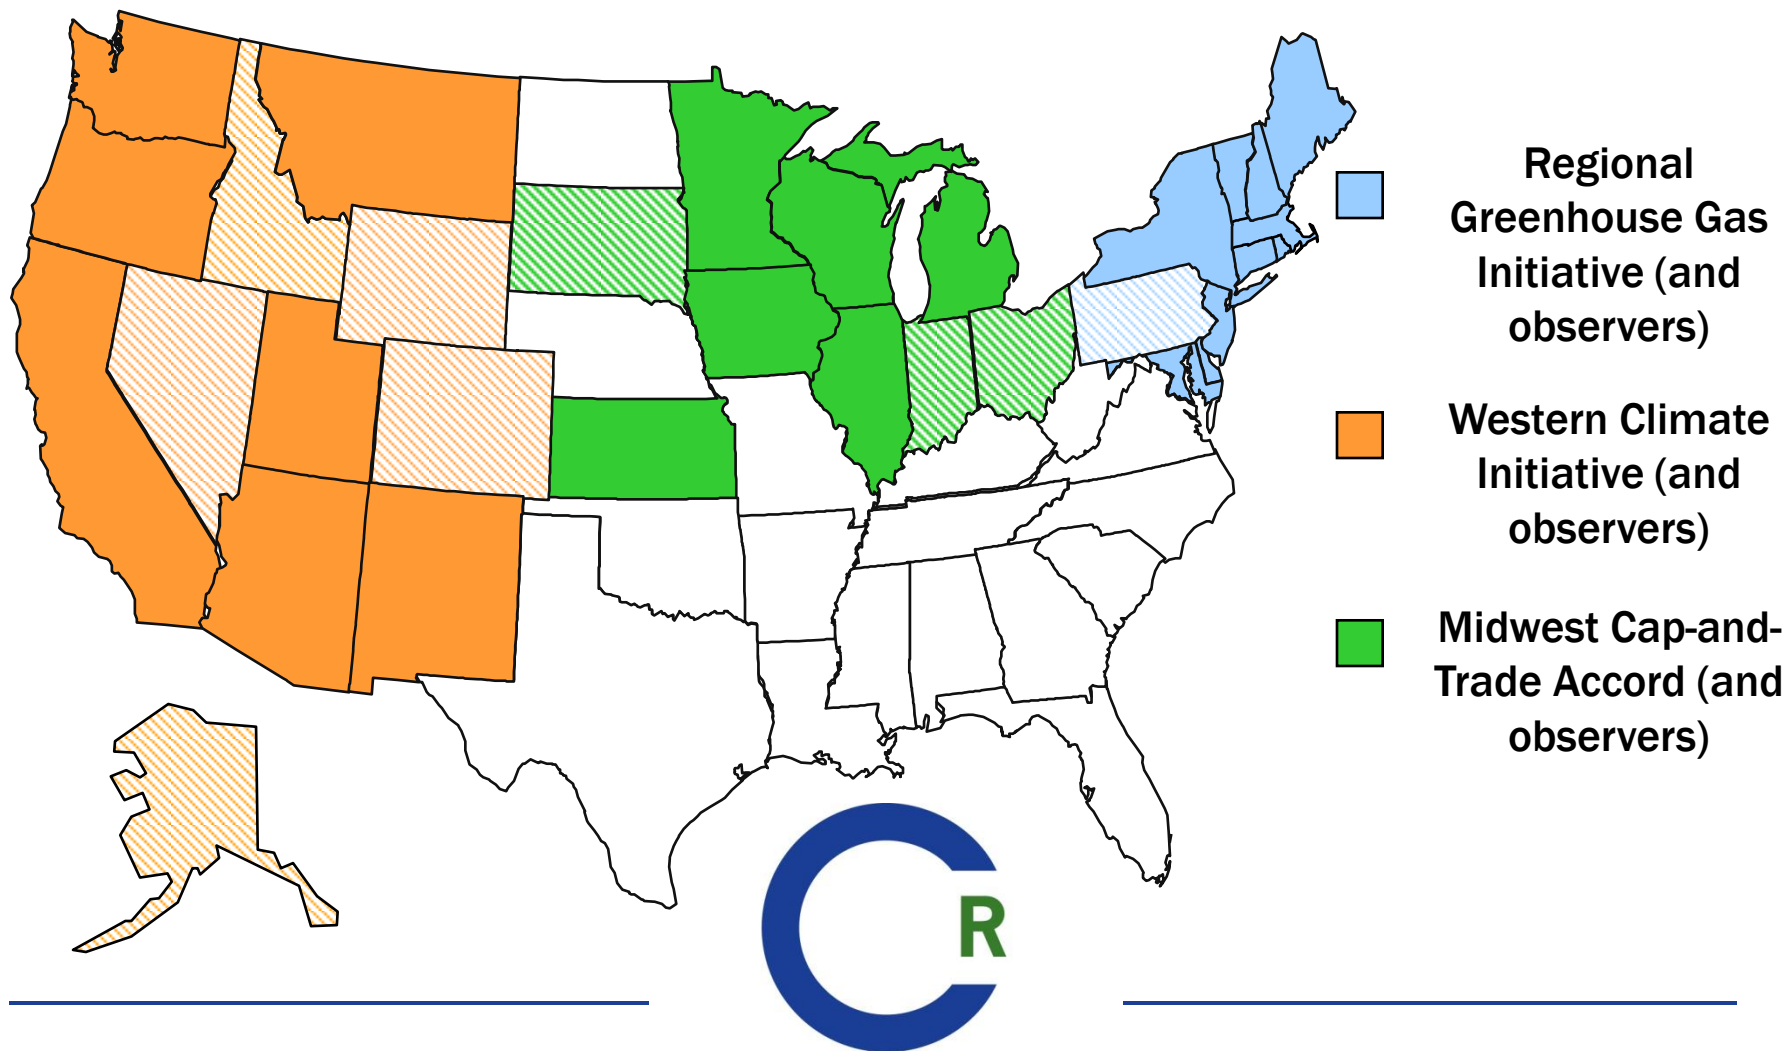 Regional
Greenhouse Gas
Initiative (and
observers)
Western Climate
Initiative (and
observers)
Midwest Cap-and-
Trade Accord (and
observers)
C R